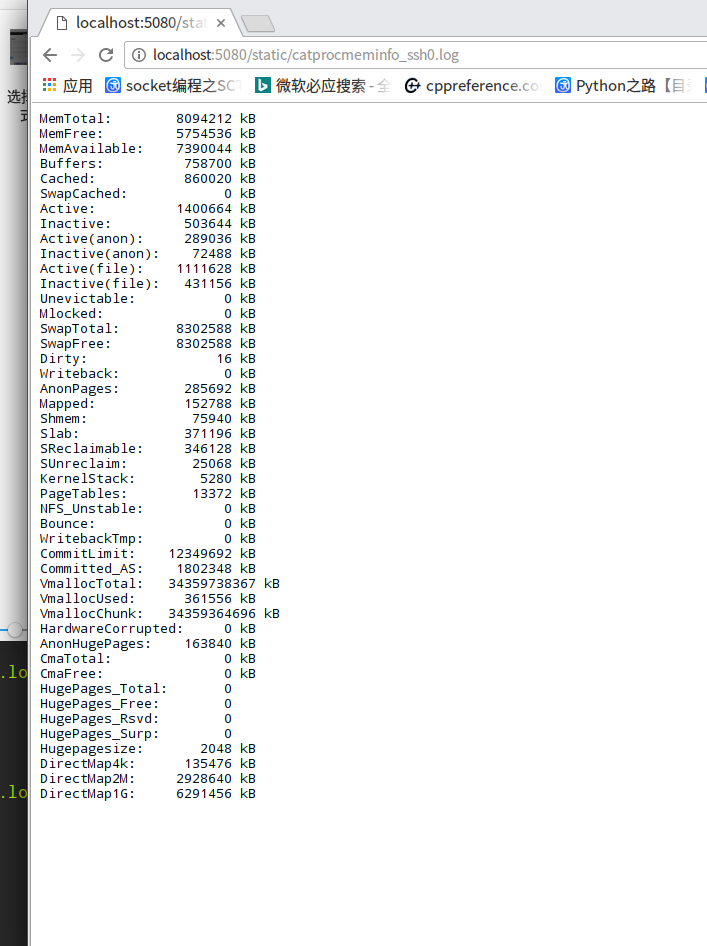 localhost:5080/stat
localhost:5080/static/catprocmeminfo_ssh0.log
应用 socket编程之SCT 微软必应搜索 - 全 cppreference.co Python之路【目
MemTotal: 8094212 kB
MemFree: 5754536 kB
MemAvailable: 7390044 kB
Buffers: 758700 kB
Cached: 860020 kB
SwapCached: 0 kB
Active: 1400664 kB
Inactive: 503644 kB
Active(anon): 289036 kB
Inactive(anon): 72488 kB
Active(file): 1111628 kB
Inactive(file): 431156 kB
Unevictable: 0 kB
Mlocked: 0 kB
SwapTotal: 8302588 kB
SwapFree: 8302588 kB
Dirty: 16 kB
Writeback: 0 kB
AnonPages: 285692 kB
Mapped: 152788 kB
Shmem: 75940 kB
Slab: 371196 kB
SReclaimable: 346128 kB
SUnreclaim: 25068 kB
KernelStack: 5280 kB
PageTables: 13372 kB
NFS_Unstable: 0 kB
Bounce: 0 kB
WritebackTmp: 0 kB
CommitLimit: 12349692 kB
Committed_AS: 1802348 kB
VmallocTotal: 34359738367 kB
VmallocUsed: 361556 kB
VmallocChunk: 34359364696 kB
HardwareCorrupted: 0 kB
AnonHugePages: 163840 kB
CmaTotal: 0 kB
CmaFree: 0 kB
HugePages_Total: 0
HugePages_Free: 0
HugePages_Rsvd: 0
HugePages_Surp: 0
Hugepagesize: 2048 kB
DirectMap4k: 135476 kB
DirectMap2M: 2928640 kB
DirectMap1G: 6291456 kB
.lo
.lo